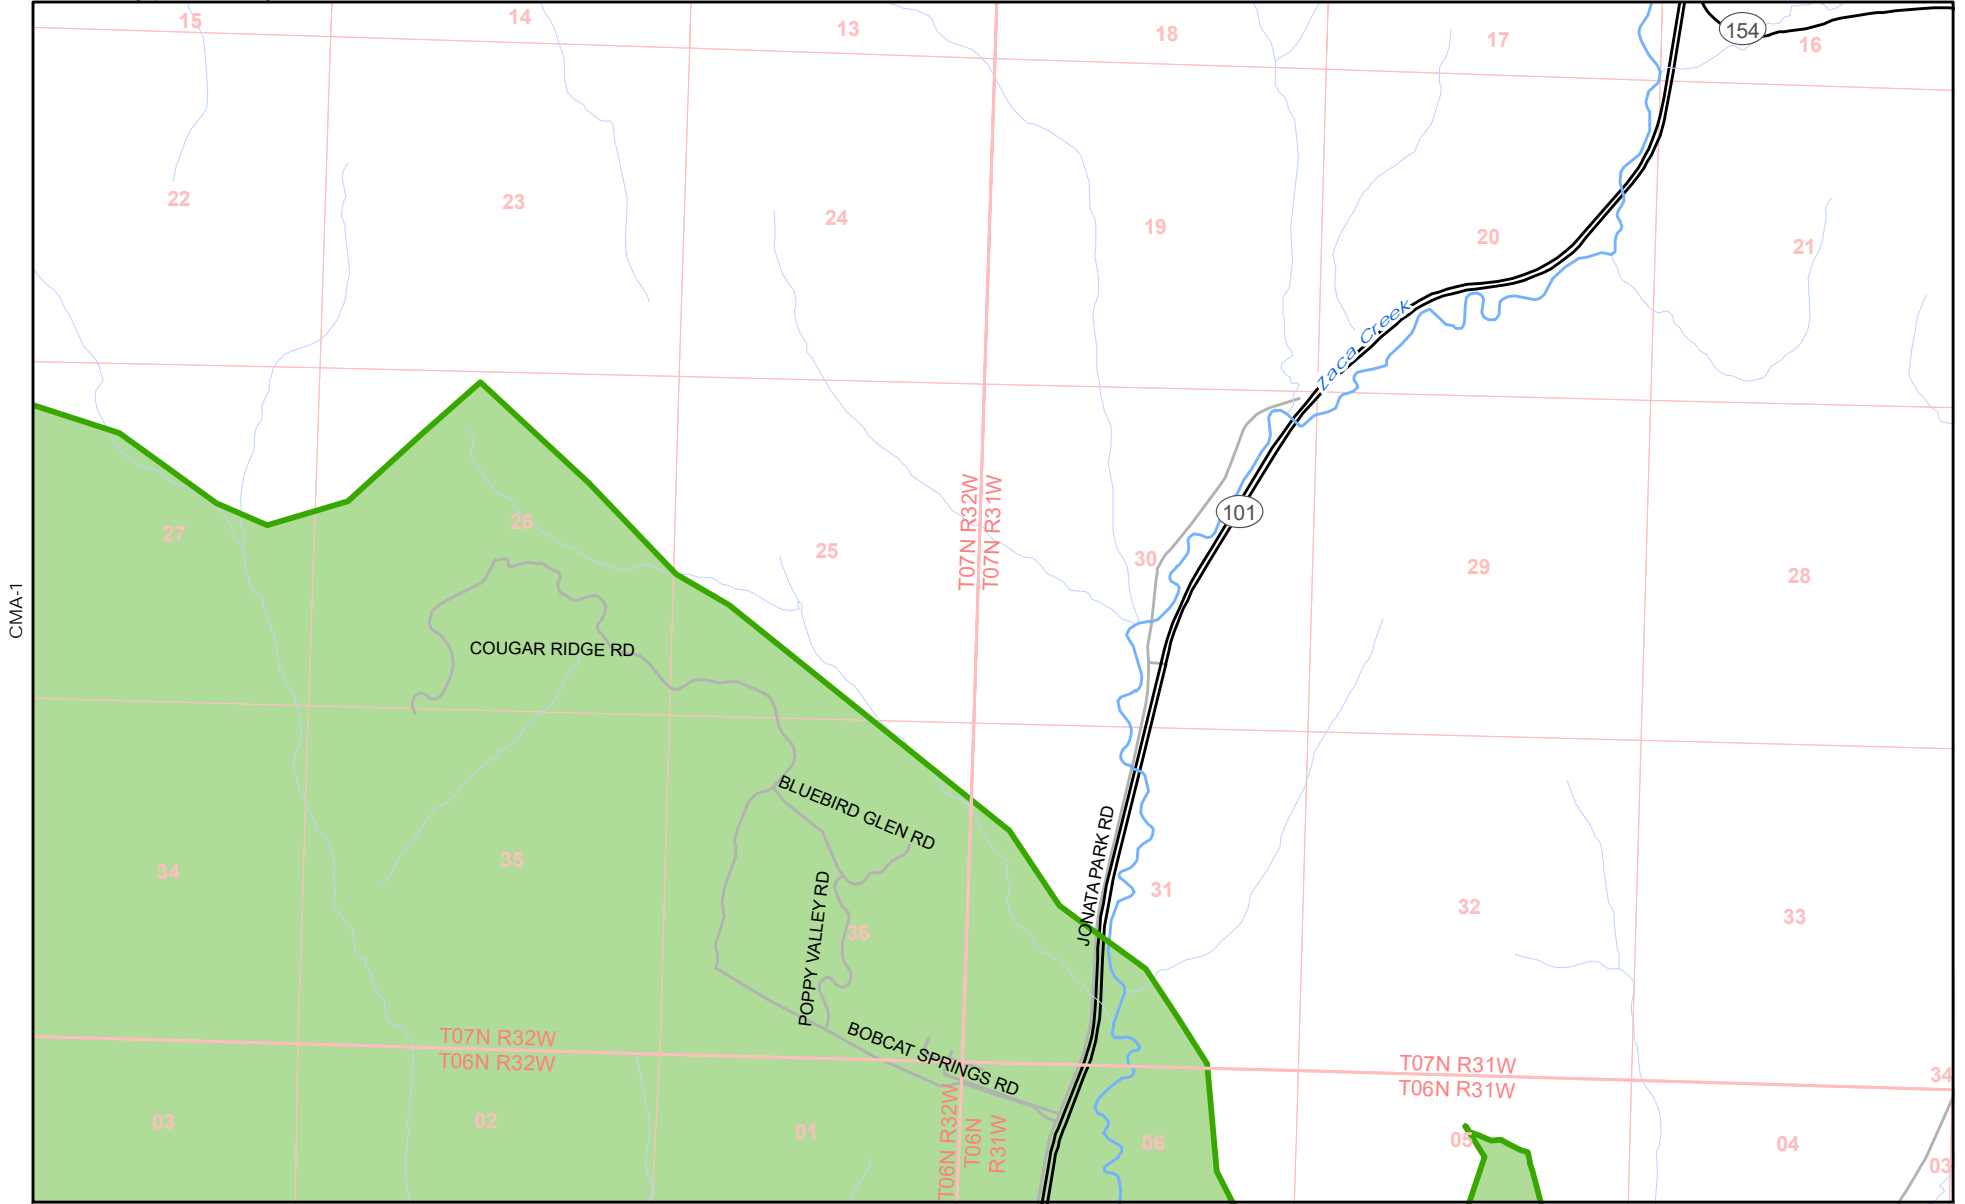 15
14
13
18
17
154
16
22
23
24
19
20
21
Zaca Creek
101
27
26
25
T07N R32W
T07N R31W
30
29
28
CMA-1
COUGAR RIDGE RD
BLUEBIRD GLEN RD
JONATA PARK RD
34
35
POPPY VALLEY RD
36
31
32
33
BOBCAT SPRINGS RD
T07N R32W
T06N R32W
T07N R31W
T06N R31W
34
03
02
01
T06N R32W
T06N
R31W
06
05
04
03